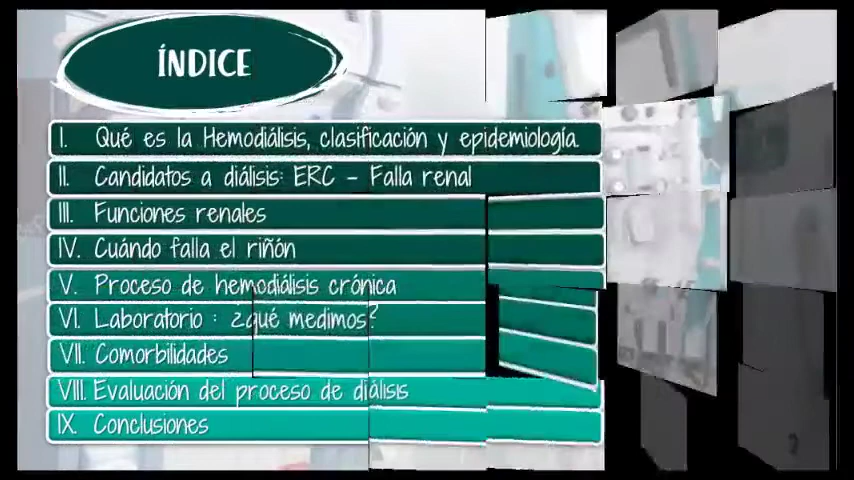 ÍNDICE
I. Qué es la Hemodiálisis, clasificación y epidemiología.
II. Candidatos a diálisis: ERC - Falla renal
III. Funciones renales
IV. Cuándo falla el riñón
V. Proceso de hemodiálisis crónica
VI. Laboratorio : ¿qué medimos?
VII. Comorbilidades
VIII. Evaluación del proceso de diálisis
IX. Conclusiones